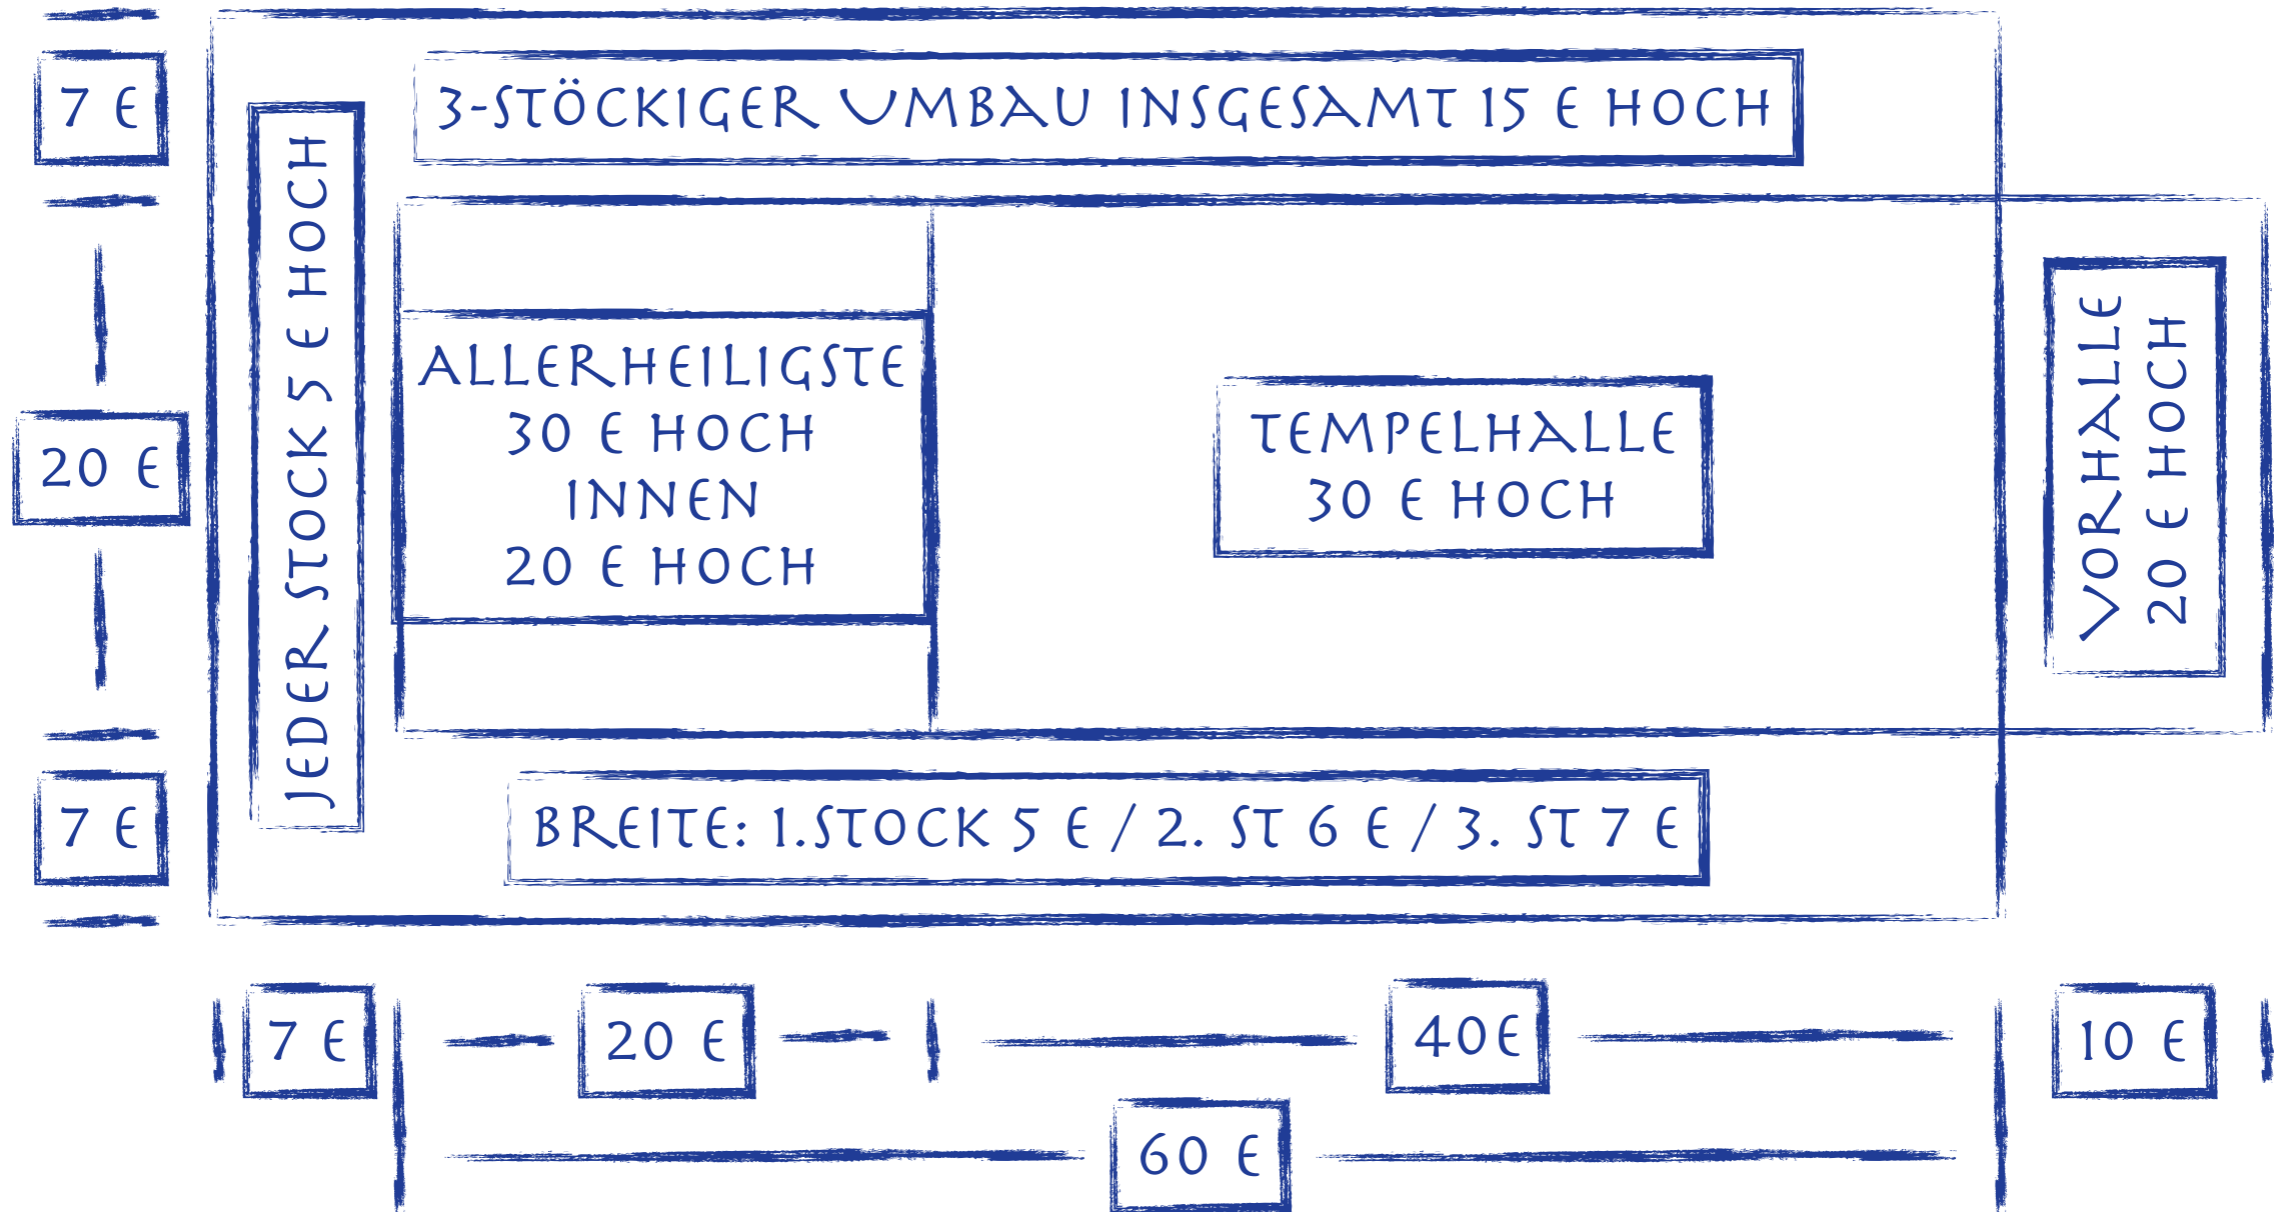 7 E
3-STÖCKIGER UMBAU INSGESAMT 15 E HOCH
JEDER STOCK 5 E HOCH
ALLERHEILIGSTE
30 E HOCH
INNEN
20 E HOCH
TEMPELHALLE
30 E HOCH
VORHALLE
20 E HOCH
20 E
7 E
BREITE: 1.STOCK 5 E / 2. ST 6 E / 3. ST 7 E
7 E
20 E
40E
10 E
60 E